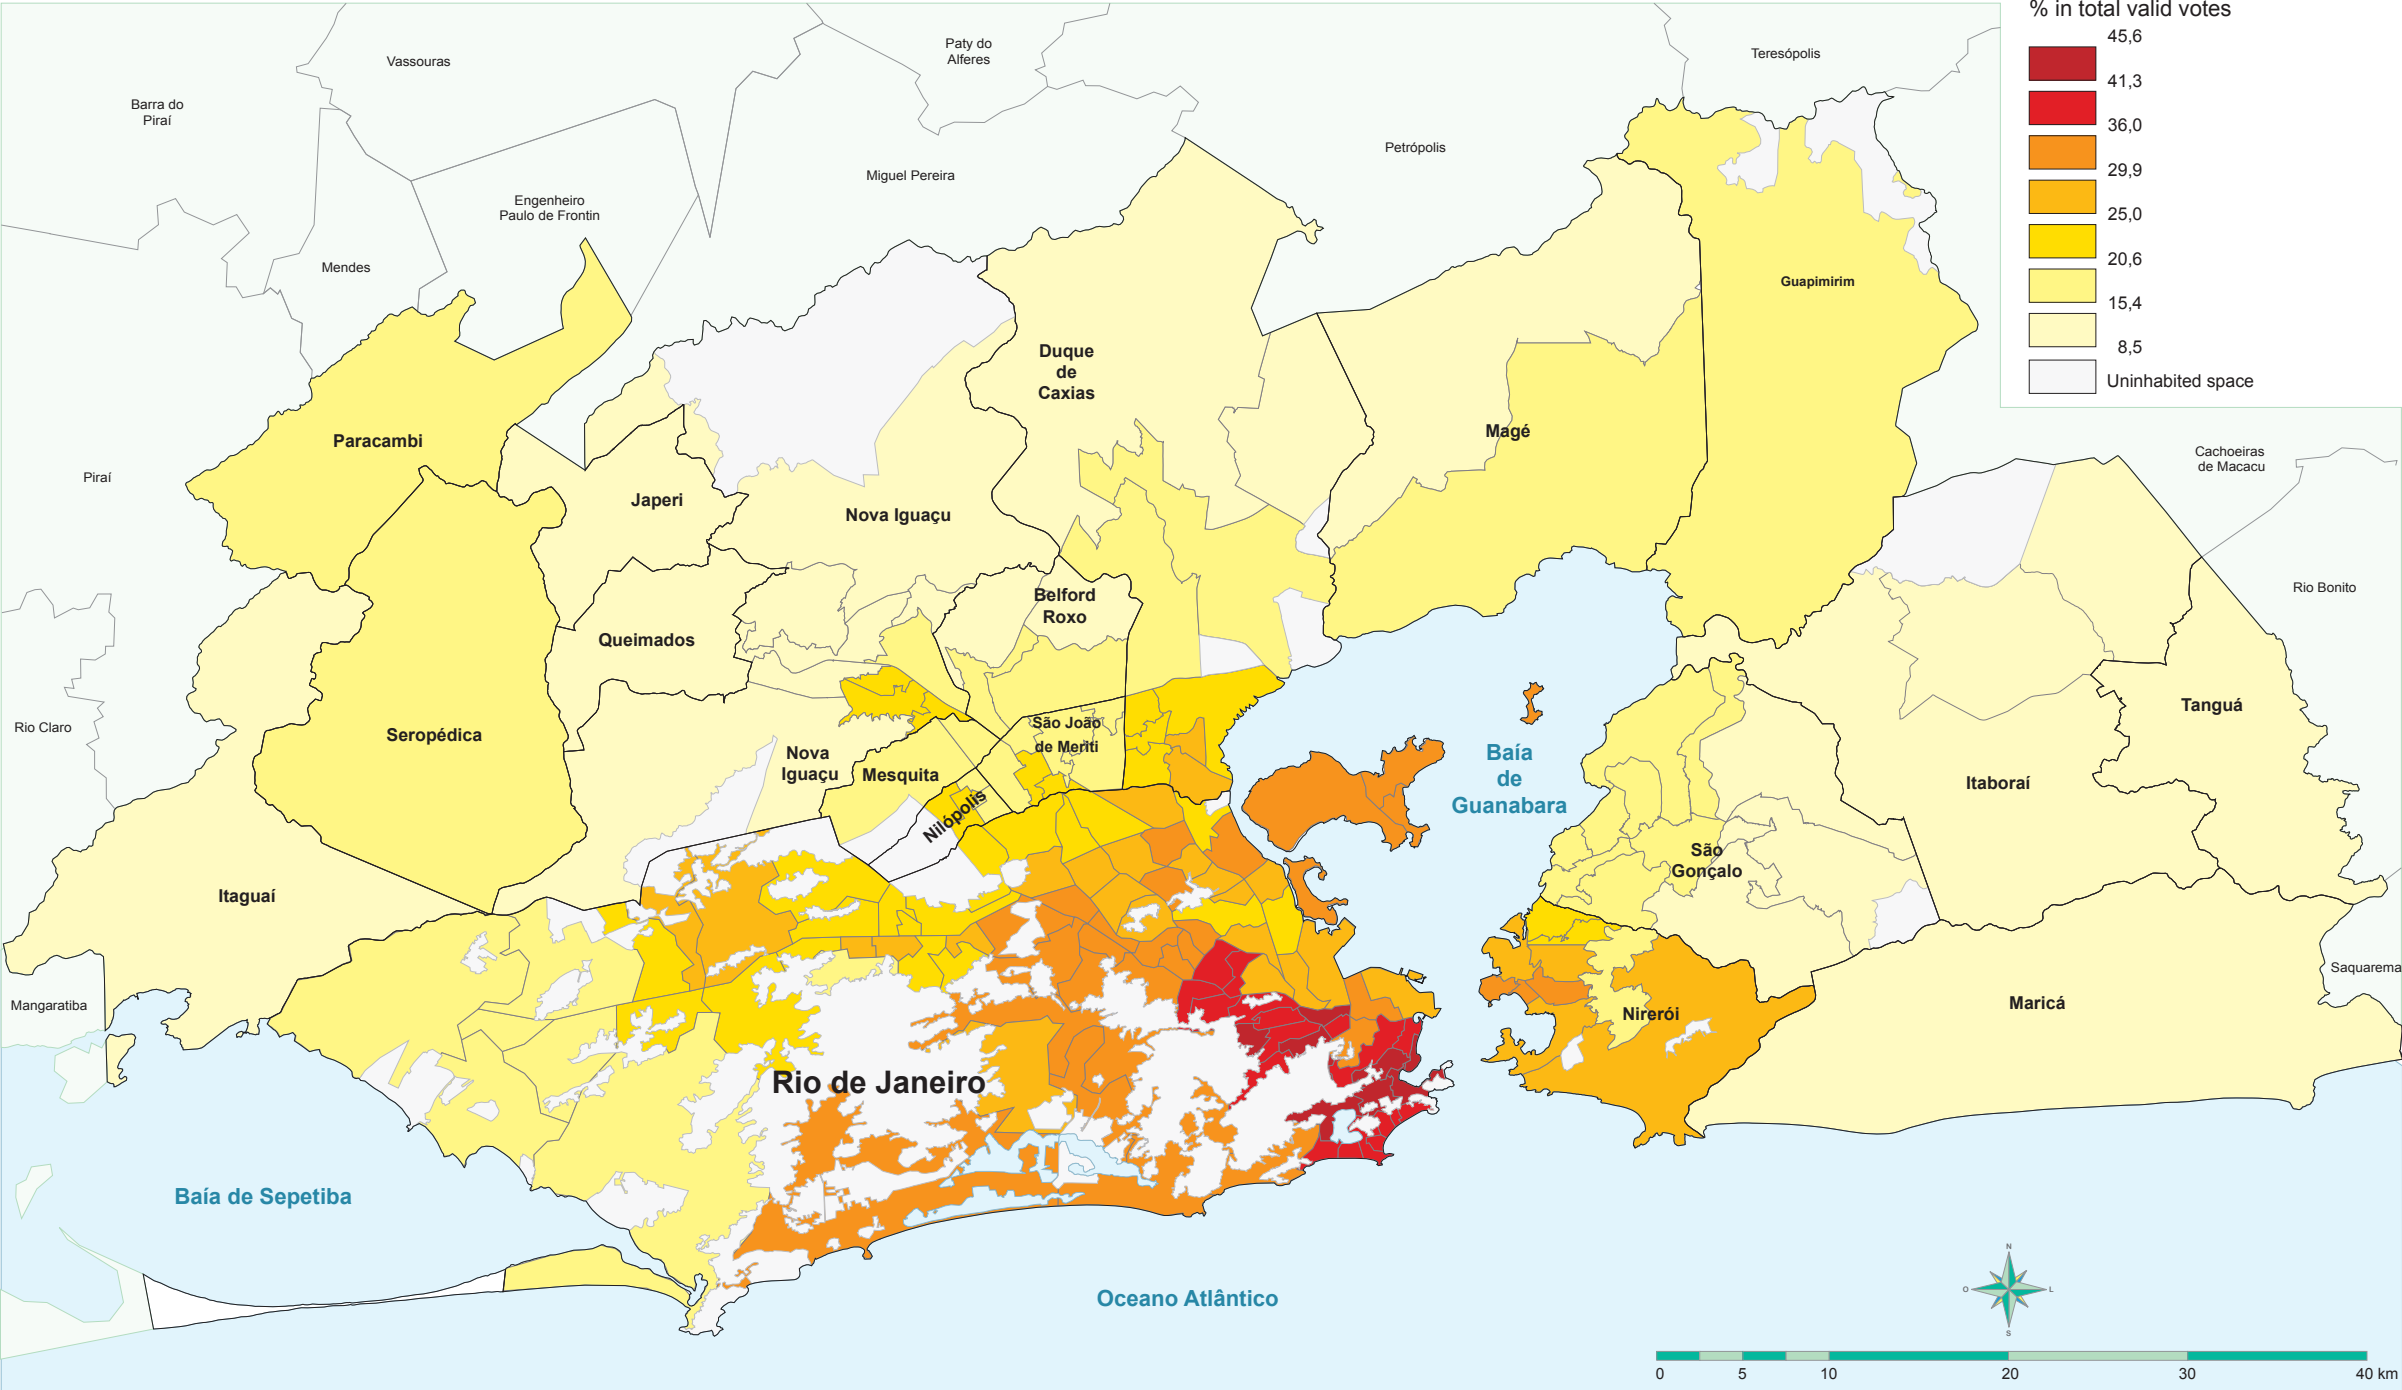 % in total valid votes
45,6
41,3
36,0
29,9
25,0
20,6
15,4
8,5
Uninhabited space
Vassouras
Paty do
Alferes
Teresópolis
Barra do
Piraí
Petrópolis
Miguel Pereira
Engenheiro
Paulo de Frontin
Mendes
Guapimirim
Duque
de
Caxias
Paracambi
Magé
Cachoeiras
de Macacu
Piraí
Japeri
Nova Iguaçu
Rio Bonito
Belford
Roxo
Queimados
Tanguá
São João
de Meriti
Rio Claro
Seropédica
Nova
Iguaçu
Mesquita
Baía
de
Guanabara
Itaboraí
Nilópolis
São
Gonçalo
Itaguaí
Saquarema
Mangaratiba
Nirerói
Maricá
Rio de Janeiro
Baía de Sepetiba
Oceano Atlântico
N
O
L
S
0 5 10 20 30 40 km